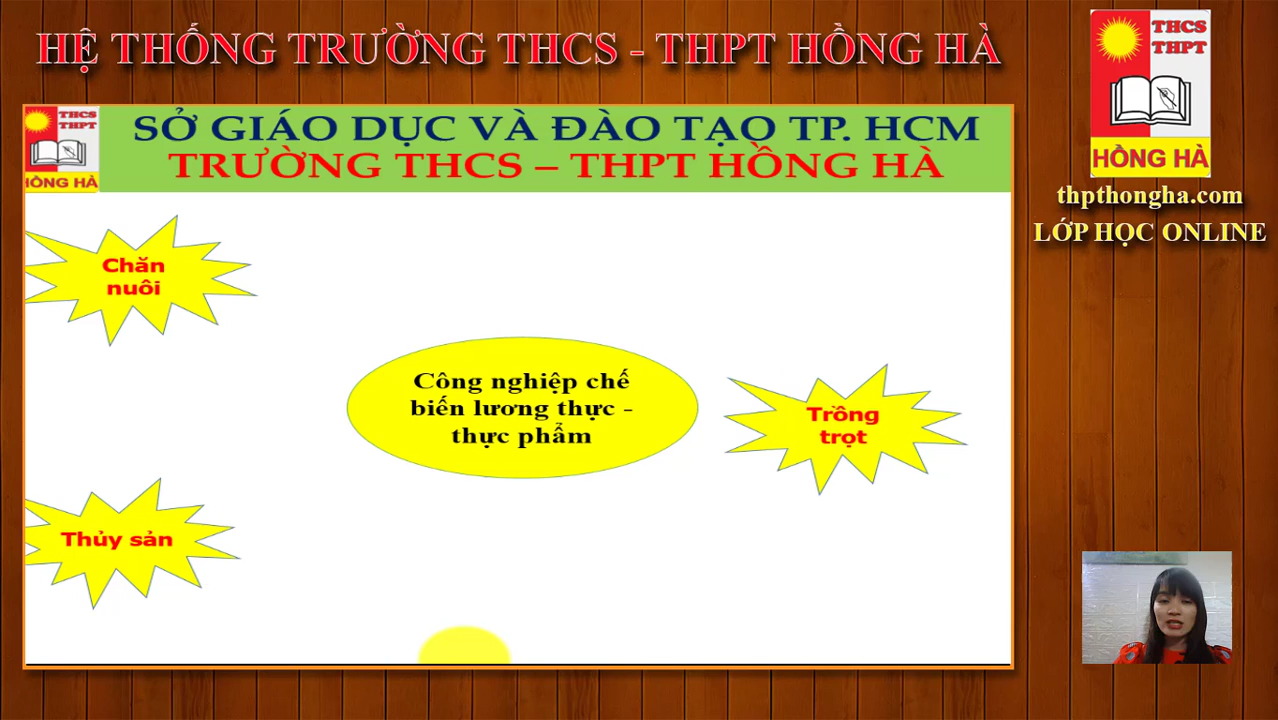 HỆ THỐNG TRƯỜNG THCS - THPT HỒNG HÀ
THCS
THPT
HỒNG HÀ
thpthongha.com
LỚP HỌC ONLINE
THCS
THPT
HỒNG HÀ
SỞ GIÁO DỤC VÀ ĐÀO TẠO TP. HCM
TRƯỜNG THCS – THPT HỒNG HÀ
Chăn
nuôi
Công nghiệp chế
biến lương thực -
thực phẩm
Trồng
trọt
Thủy sản